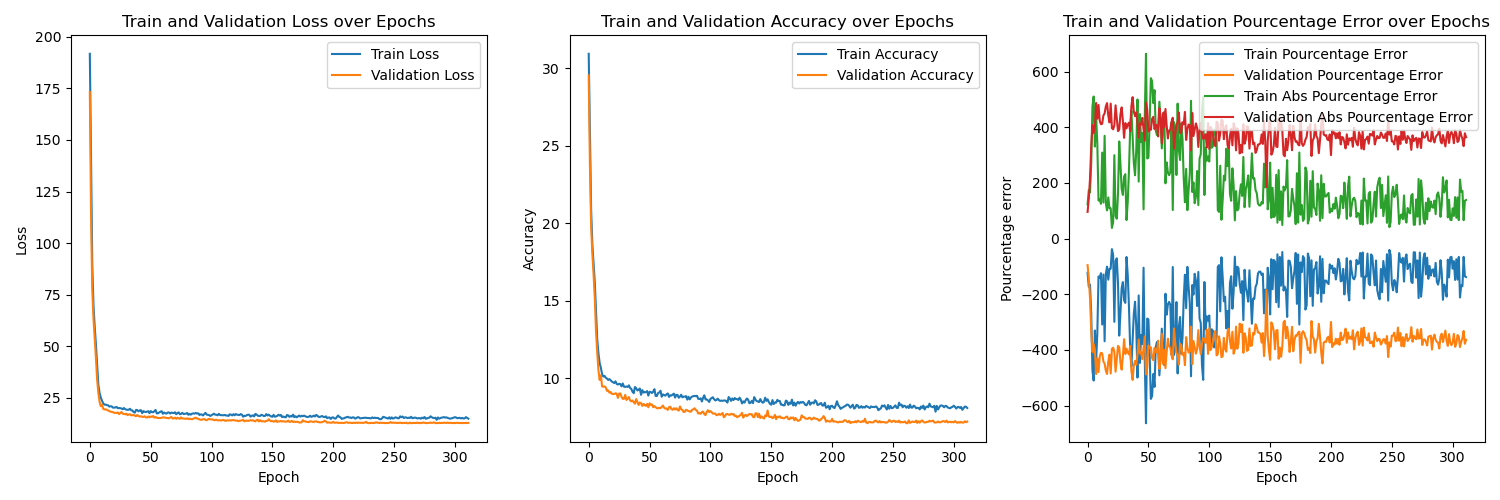 Train and Validation Loss over Epochs
200
175
150
125
100
75
50
25
0
50
100
150
200
250
300
Loss
Epoch
Train Loss
Validation Loss
Train and Validation Accuracy over Epochs
30
25
20
15
10
0
50
100
150
200
250
300
Accuracy
Epoch
Train Accuracy
Validation Accuracy
Train and Validation Pourcentage Error over Epochs
600
400
200
0
−200
−400
−600
0
50
100
150
200
250
300
Pourcentage error
Epoch
Train Pourcentage Error
Validation Pourcentage Error
Train Abs Pourcentage Error
Validation Abs Pourcentage Error